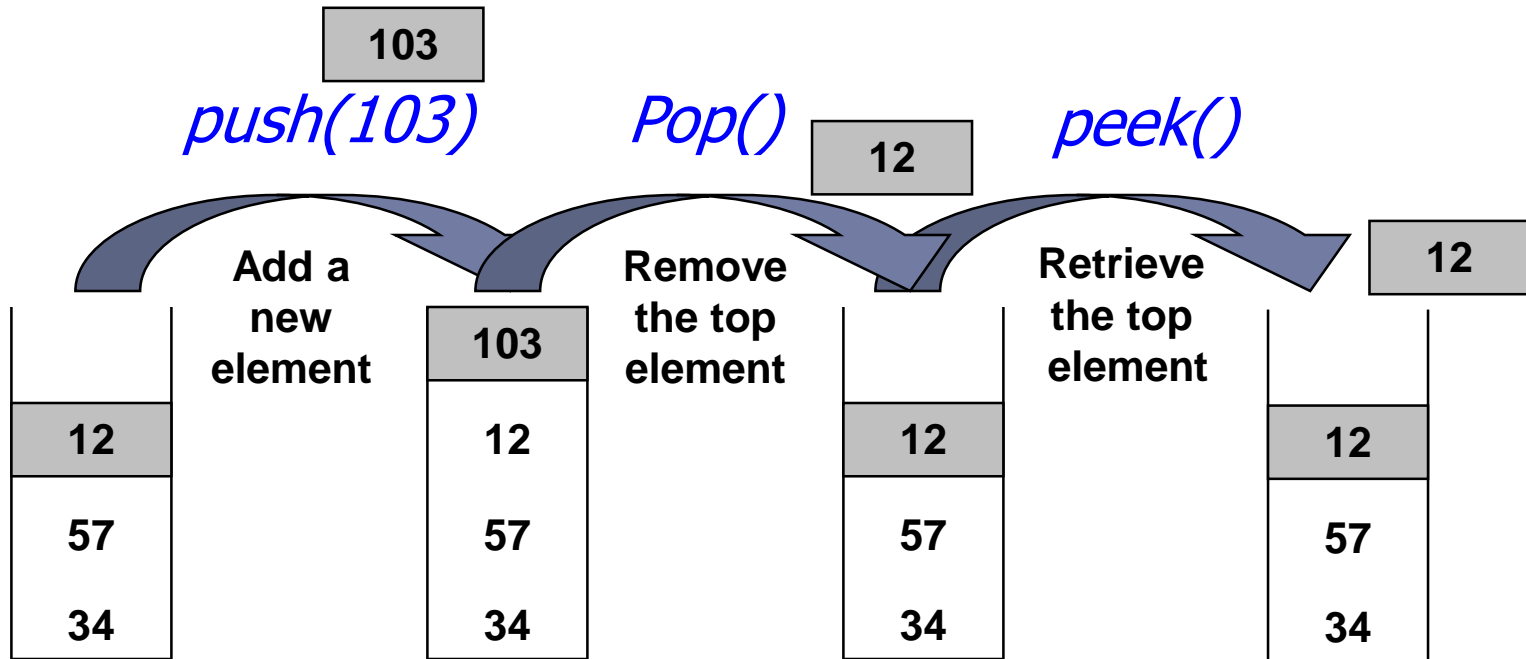 103
push(103)
Pop()
12
peek()
12
Add a
new
element
Remove
the top
element
Retrieve
the top
element
12
57
34
103
12
57
34
12
57
34
12
57
34